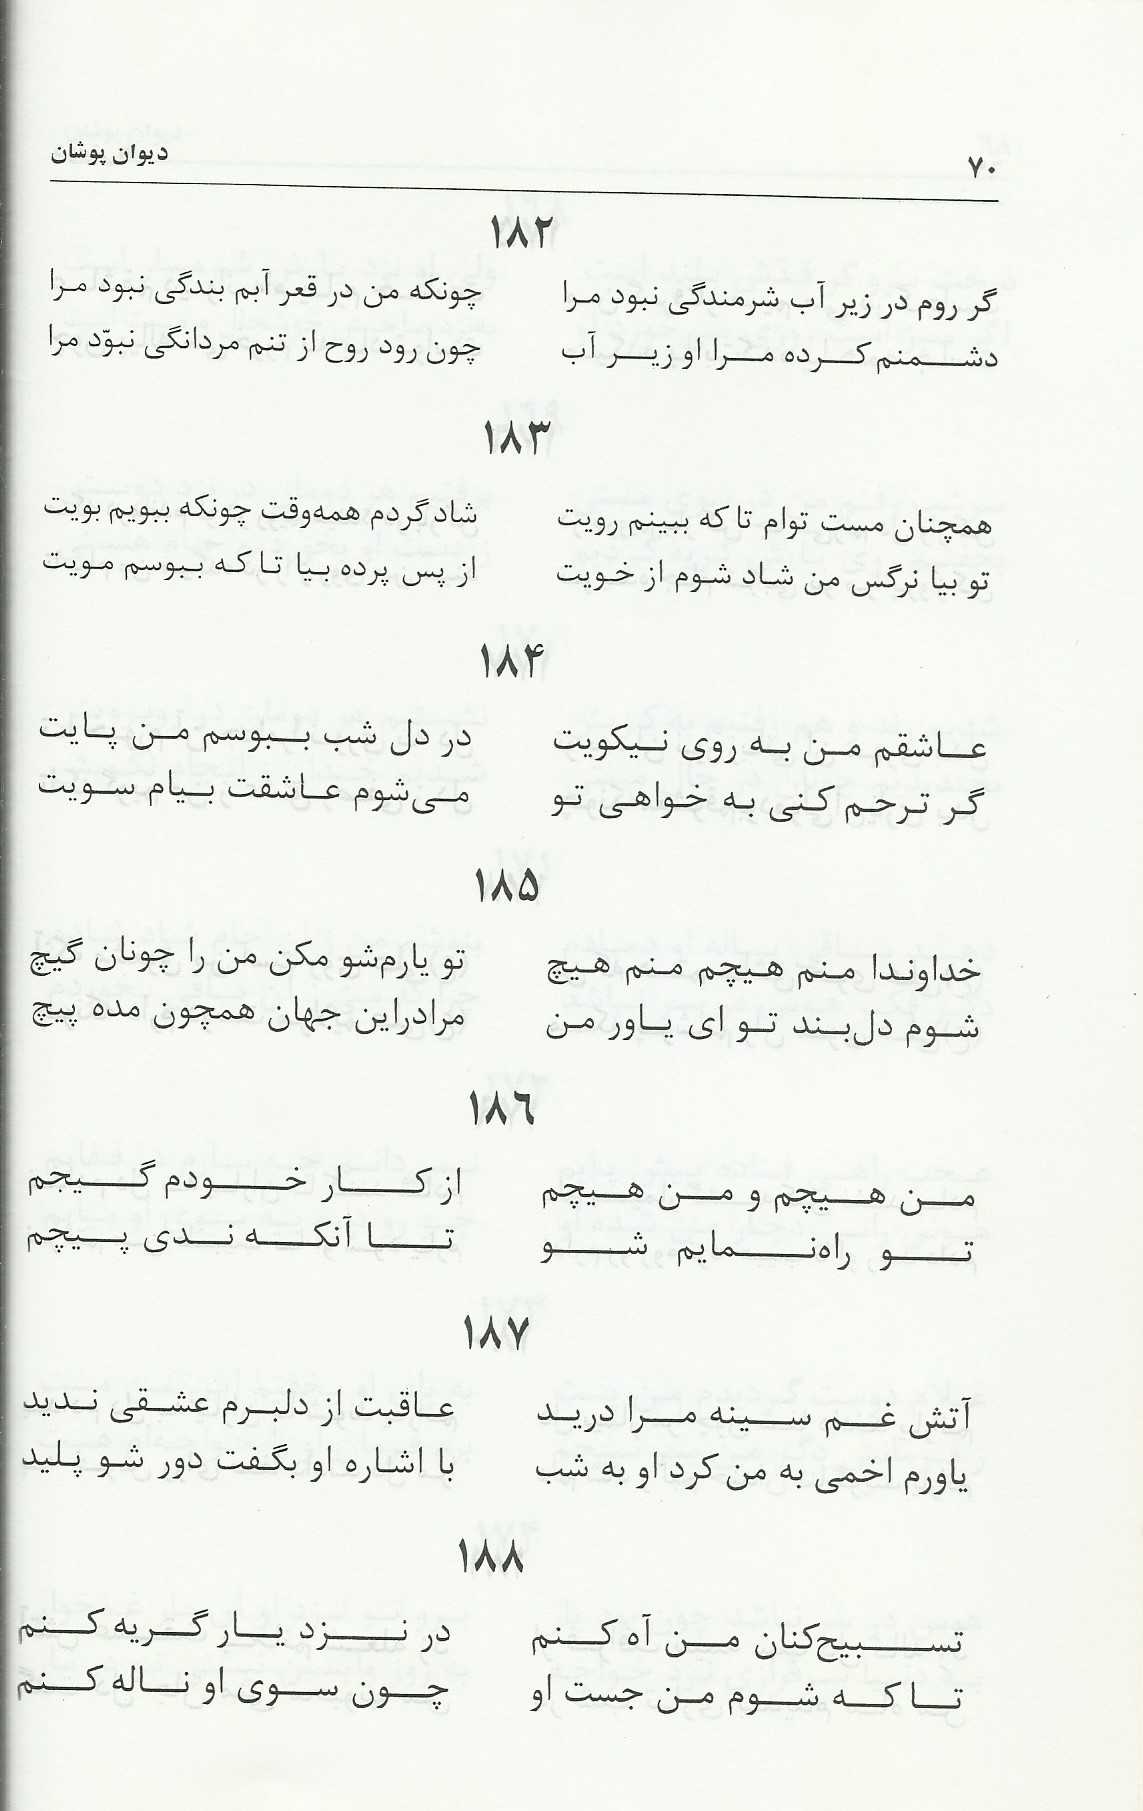 ۷۰ دیوان پوشان
۱۸۲
گر روم در زیر آب شرمندگی نبود مرا چونکه من در قعر آبم بندگی نبود مرا
دشمنم کرده مرا او زیر آب چون رود روح از تنم مردانگی نبوّد مرا
۱۸۳
همچنان مست توام تا که ببینم رویت شاد گردم همه‌وقت چونکه ببویم بویت
تو بیا نرگس من شاد شوم از خویت از پس پرده بیا تا که ببوسم مویت
۱۸۴
عاشقم من به روی نیکویت در دل شب ببوسم من پایت
گر ترحم کنی به خواهی تو می‌شوم عاشقت بیام سویت
۱۸۵
خداوندا منم هیچم منم هیچ تو یارم‌شو مکن من را چونان گیچ
شوم دل‌بند تو ای یاور من مرادراین جهان همچون مده پیچ
۱۸۶
من هیچم و من هیچم از کار خودم گیجم
تو راه‌نمایم شو تا آنکه ندی پیچم
۱۸۷
آتش غم سینه مرا درید عاقبت از دلبرم عشقی ندید
یاورم اخمی به من کرد او به شب با اشاره او بگفت دور شو پلید
۱۸۸
تسبیح‌کنان من آه کنم در نزد یار گریه کنم
تا که شوم من جست او چون سوی او ناله کنم